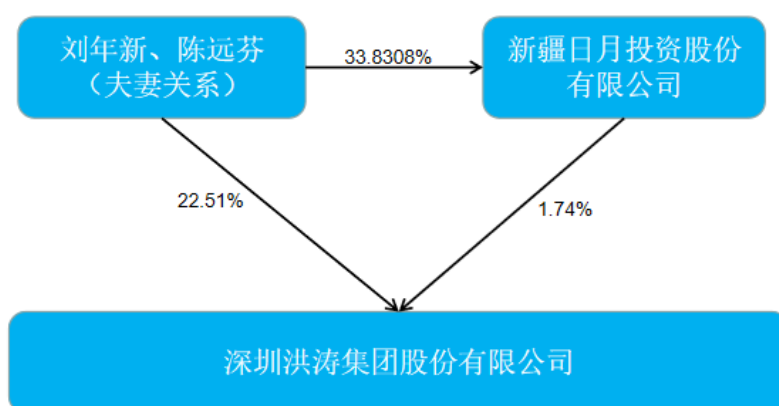 刘年新、陈远芬
（夫妻关系）
33.8308%
新疆日月投资股份
有限公司
22.51%
1.74%
深圳洪涛集团股份有限公司